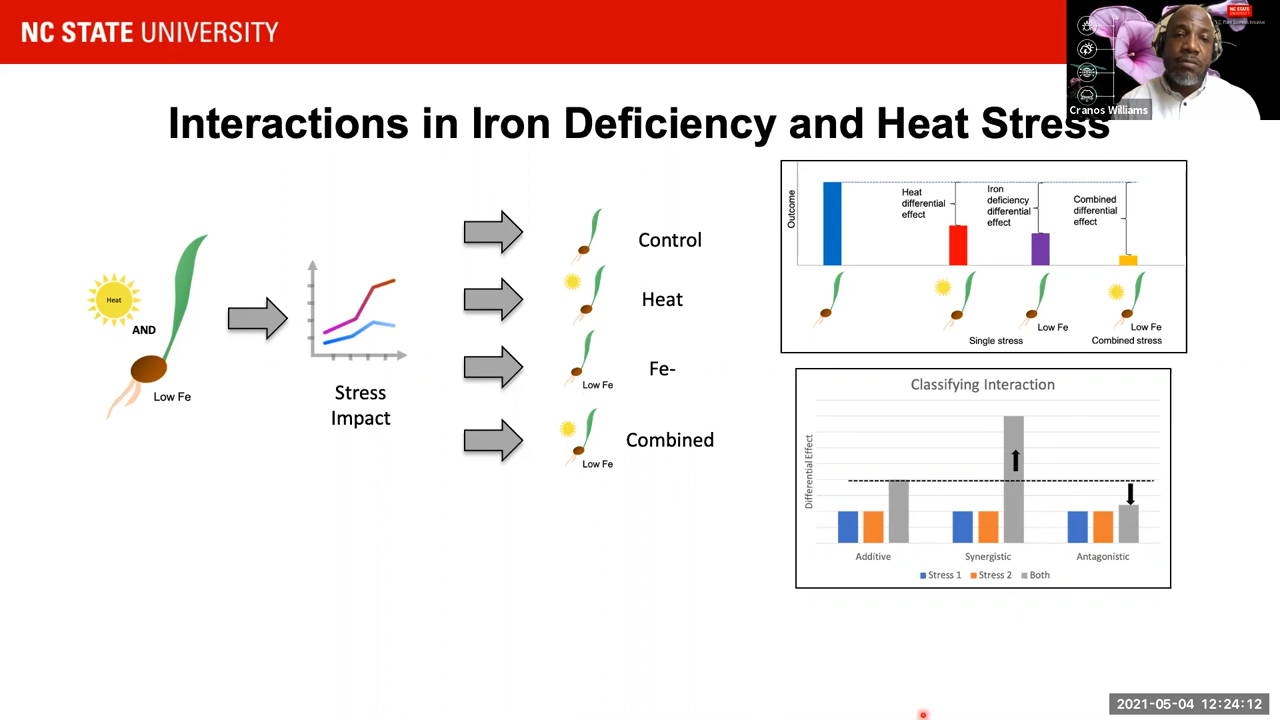 NC STATE UNIVERSITY
NC STATE
Cranos Williams
Interactions in Iron Deficiency and Heat Stress
Heat
AND
Low Fe
Stress
Impact
Control
Heat
Low Fe
Fe-
Low Fe
Combined
Outcome
Heat
differential
effect
Iron
deficiency
differential
effect
Combined
differential
effect
Low Fe
Low Fe
Single stress
Combined stress
Classifying Interaction
Differential Effect
Additive
Synergistic
Antagonistic
Stress 1
Stress 2
Both
2021-05-04 12:24:12